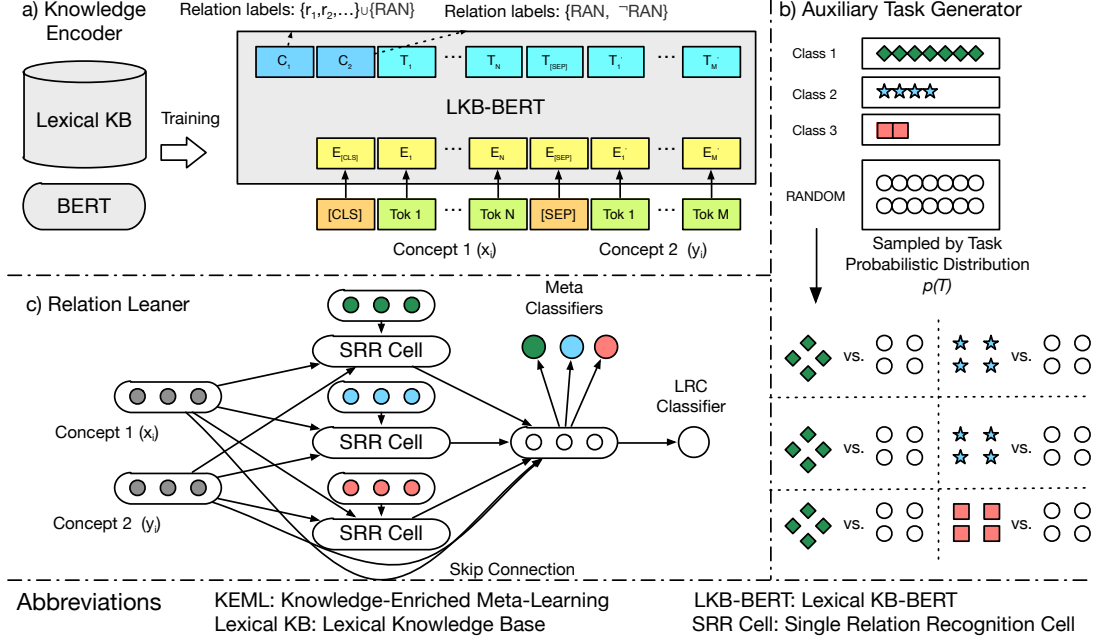 a) Knowledge
Encoder
Lexical KB
BERT
Training
Relation labels: {r1,r2,...}∪{RAN}
Relation labels: {RAN, ¬RAN}
C1 C2 T1 ... TN T[SEP] T1' ... TM'
LKB-BERT
E[CLS] E1 ... EN E[SEP] E1' ... EM'
[CLS] Tok 1 ... Tok N [SEP] Tok 1 ... Tok M
Concept 1 (xi)
Concept 2 (yi)
b) Auxiliary Task Generator
Class 1
Class 2
Class 3
RANDOM
Sampled by Task
Probabilistic Distribution
p(T)
vs. vs.
vs. vs.
vs. vs.
c) Relation Leaner
SRR Cell
SRR Cell
SRR Cell
Concept 1 (xi)
Concept 2 (yi)
Meta
Classifiers
LRC
Classifier
Skip Connection
Abbreviations
KEML: Knowledge-Enriched Meta-Learning
LKB-BERT: Lexical KB-BERT
Lexical KB: Lexical Knowledge Base
SRR Cell: Single Relation Recognition Cell